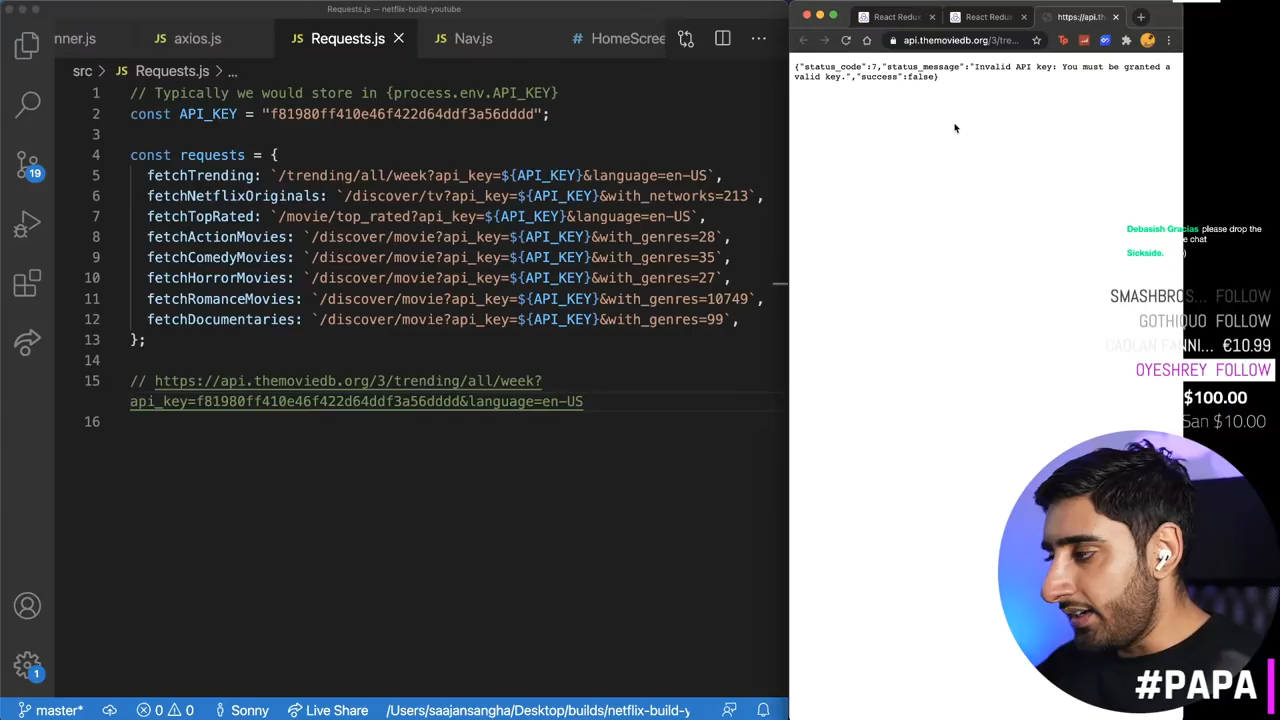 Requests.js — netflix-build-youtube
nner.js
axios.js
Requests.js
Nav.js
HomeScree
src > JS Requests.js > ...
1 // Typically we would store in {process.env.API_KEY}
2 const API_KEY = "f81980ff410e46f422d64ddf3a56dddd";
3
4 const requests = {
5 fetchTrending: `/trending/all/week?api_key=${API_KEY}&language=en-US`,
6 fetchNetflixOriginals: `/discover/tv?api_key=${API_KEY}&with_networks=213`,
7 fetchTopRated: `/movie/top_rated?api_key=${API_KEY}&language=en-US`,
8 fetchActionMovies: `/discover/movie?api_key=${API_KEY}&with_genres=28`,
9 fetchComedyMovies: `/discover/movie?api_key=${API_KEY}&with_genres=35`,
10 fetchHorrorMovies: `/discover/movie?api_key=${API_KEY}&with_genres=27`,
11 fetchRomanceMovies: `/discover/movie?api_key=${API_KEY}&with_genres=10749`,
12 fetchDocumentaries: `/discover/movie?api_key=${API_KEY}&with_genres=99`,
13 };
14
15 // https://api.themoviedb.org/3/trending/all/week?
api_key=f81980ff410e46f422d64ddf3a56dddd&language=en-US
16
19
1
master* 0 0 Sonny Live Share /Users/saajansangha/Desktop/builds/netflix-build-y
React Redux
React Redux
https://api.th
api.themoviedb.org/3/tre...
{"status_code":7,"status_message":"Invalid API key: You must be granted a
valid key.","success":false}
Debasish Gracias please drop the
e chat
Sickside. )
SMASHBROS... FOLLOW
GOTHIQUO FOLLOW
CAOLAN FANNI... €10.99
OYESHREY FOLLOW
$100.00
San $10.00
#PAPA